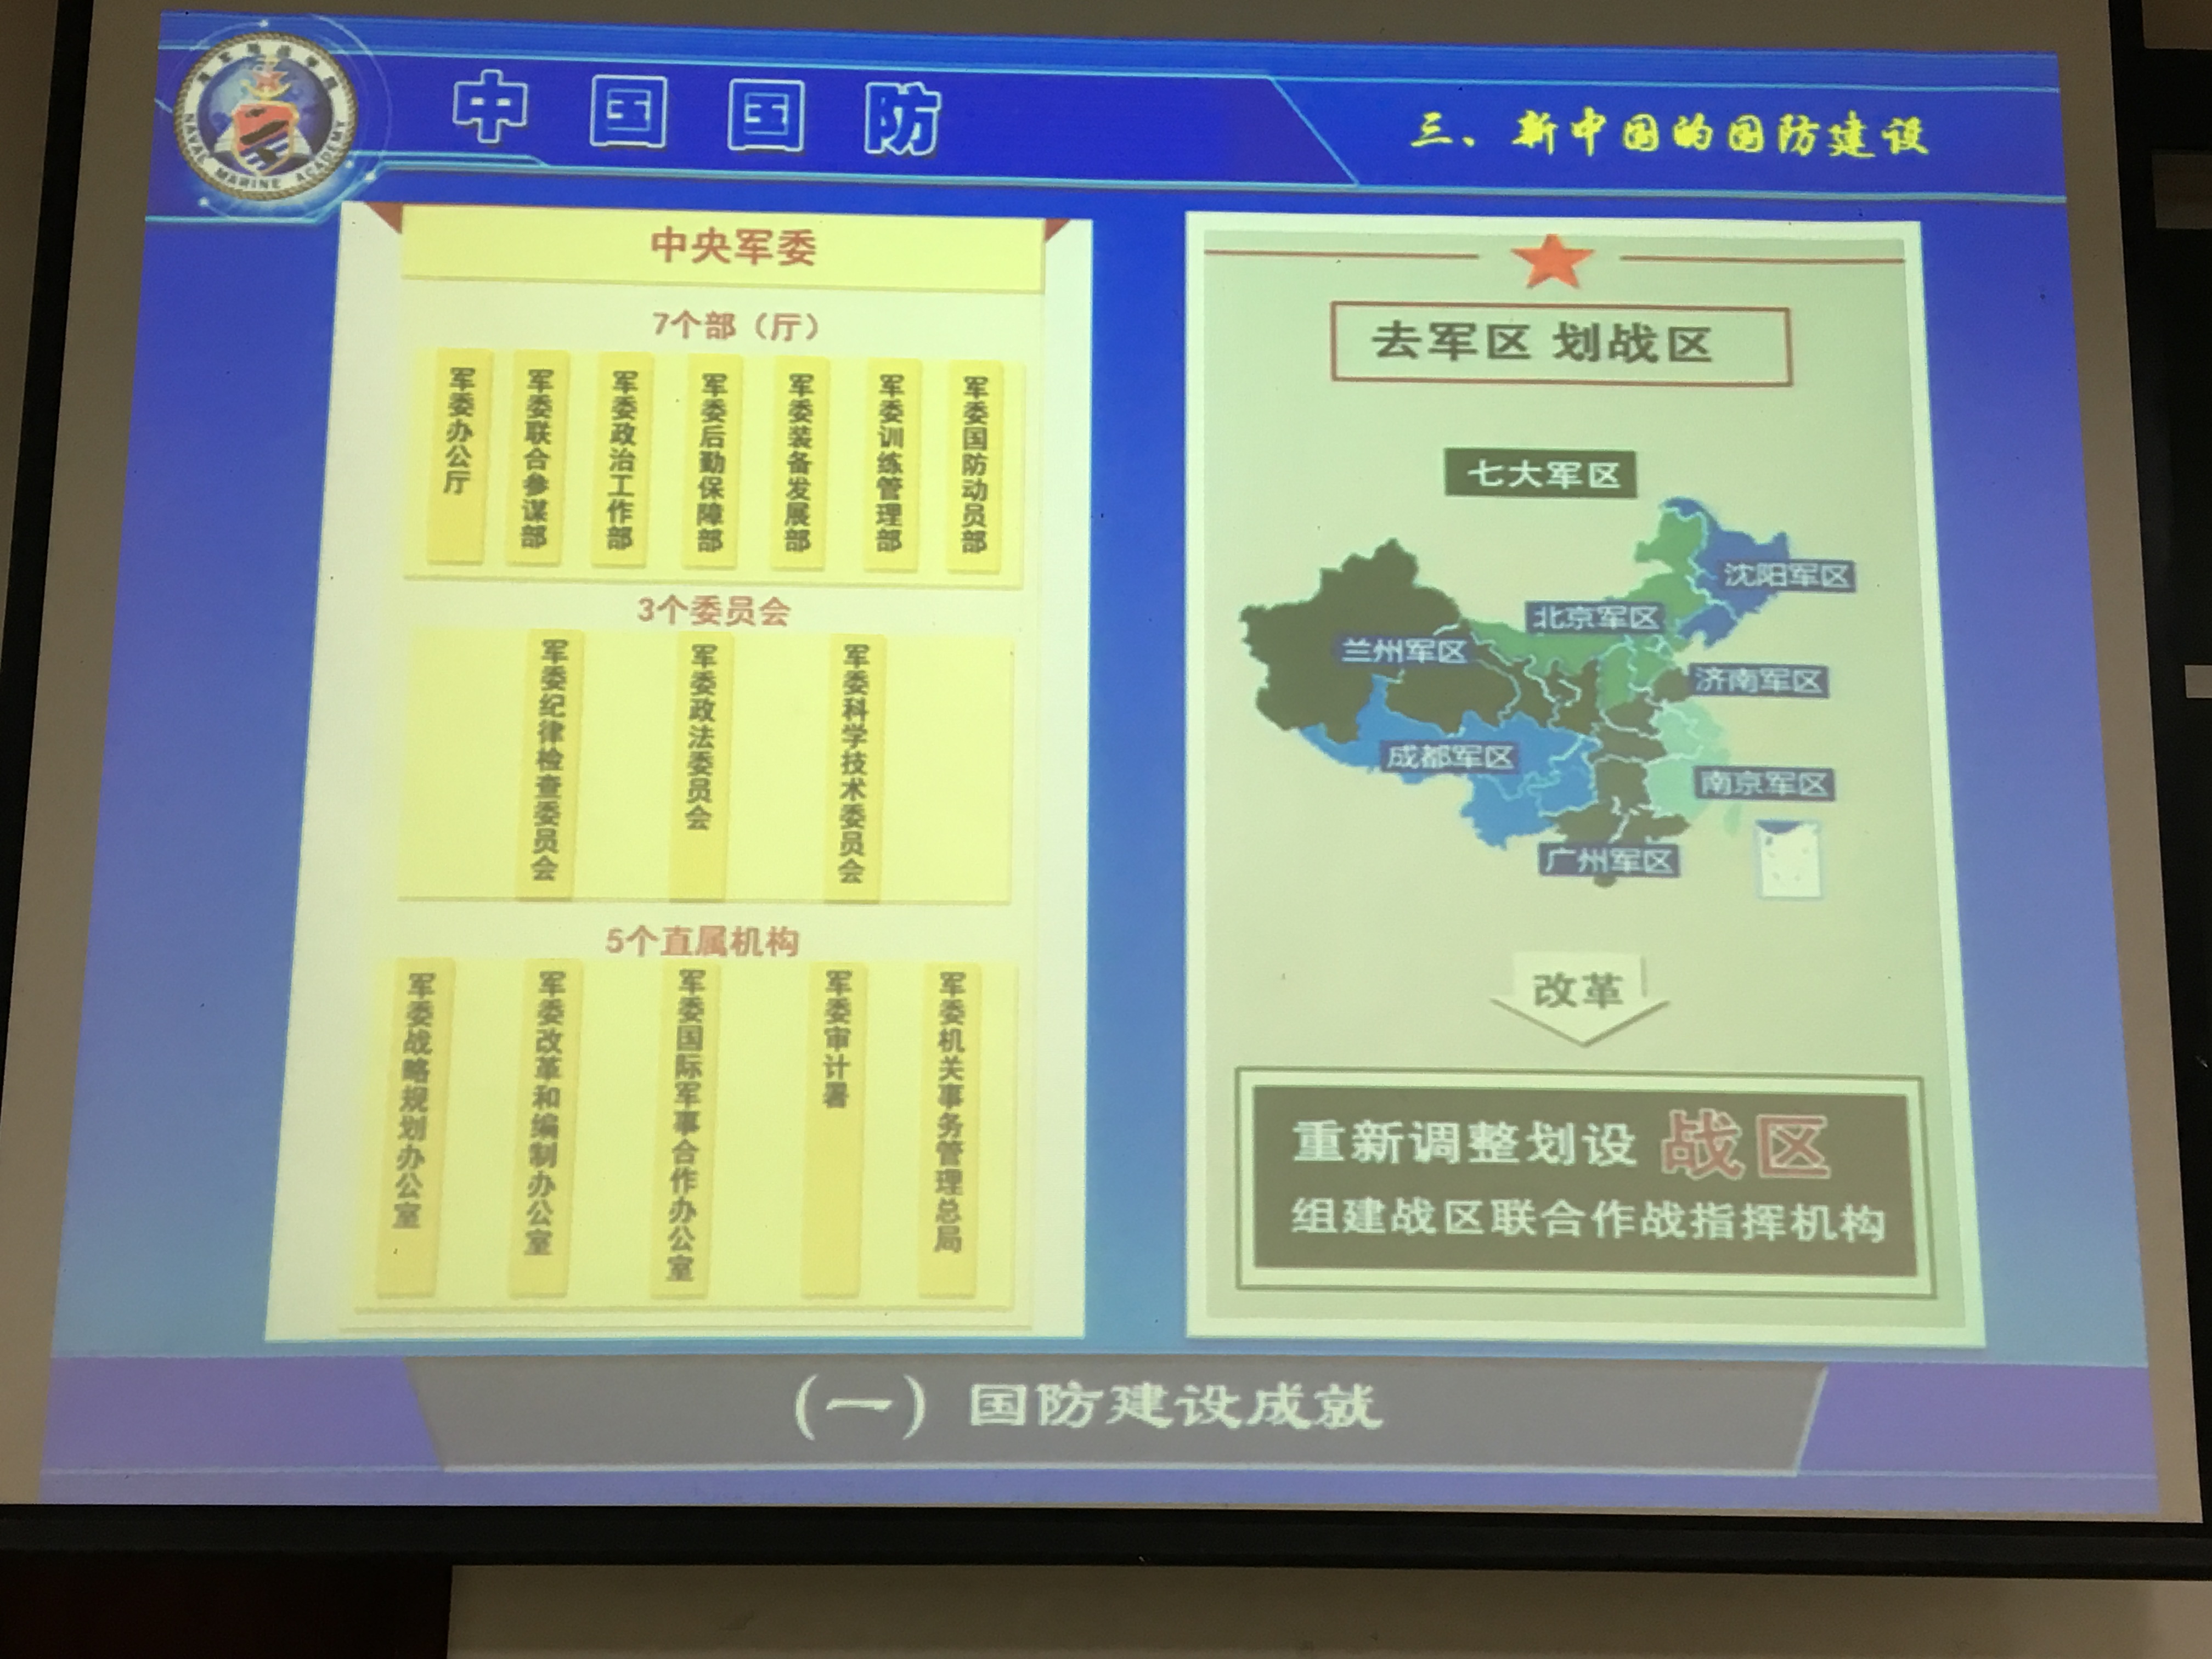 中国国防
三、新中国的国防建设
NAVAL MARINE ACADEMY
中央军委
7个部（厅）
军委办公厅
军委联合参谋部
军委政治工作部
军委后勤保障部
军委装备发展部
军委训练管理部
军委国防动员部
3个委员会
军委纪律检查委员会
军委政法委员会
军委科学技术委员会
5个直属机构
军委战略规划办公室
军委改革和编制办公室
军委国际军事合作办公室
军委审计署
军委机关事务管理总局
去军区 划战区
七大军区
沈阳军区
北京军区
兰州军区
济南军区
成都军区
南京军区
广州军区
改革
重新调整划设 战区
组建战区联合作战指挥机构
（一）国防建设成就